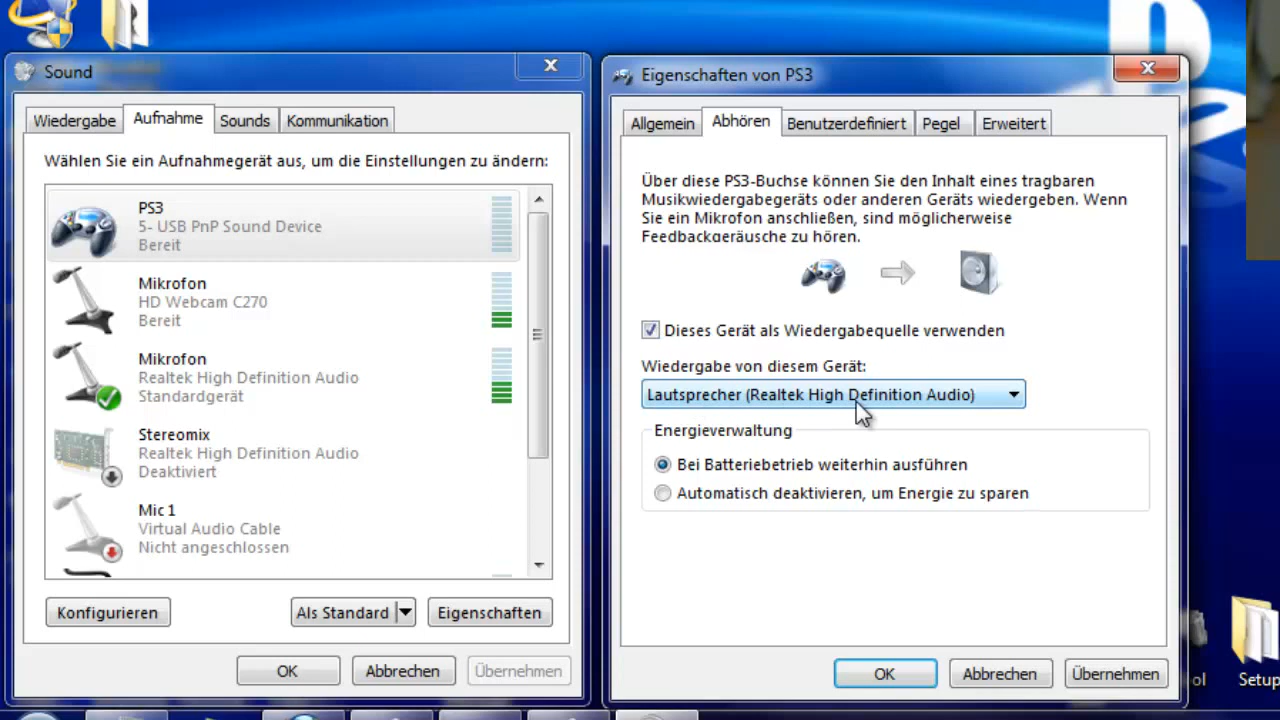 Sound
Wiedergabe Aufnahme Sounds Kommunikation
Wählen Sie ein Aufnahmegerät aus, um die Einstellungen zu ändern:
PS3
5- USB PnP Sound Device
Bereit
Mikrofon
HD Webcam C270
Bereit
Mikrofon
Realtek High Definition Audio
Standardgerät
Stereomix
Realtek High Definition Audio
Deaktiviert
Mic 1
Virtual Audio Cable
Nicht angeschlossen
Konfigurieren Als Standard Eigenschaften
OK Abbrechen Übernehmen
Eigenschaften von PS3
Allgemein Abhören Benutzerdefiniert Pegel Erweitert
Über diese PS3-Buchse können Sie den Inhalt eines tragbaren
Musikwiedergabegeräts oder anderen Geräts wiedergeben. Wenn
Sie ein Mikrofon anschließen, sind möglicherweise
Feedbackgeräusche zu hören.
Dieses Gerät als Wiedergabequelle verwenden
Wiedergabe von diesem Gerät:
Lautsprecher (Realtek High Definition Audio)
Energieverwaltung
Bei Batteriebetrieb weiterhin ausführen
Automatisch deaktivieren, um Energie zu sparen
OK Abbrechen Übernehmen
ol
Setup